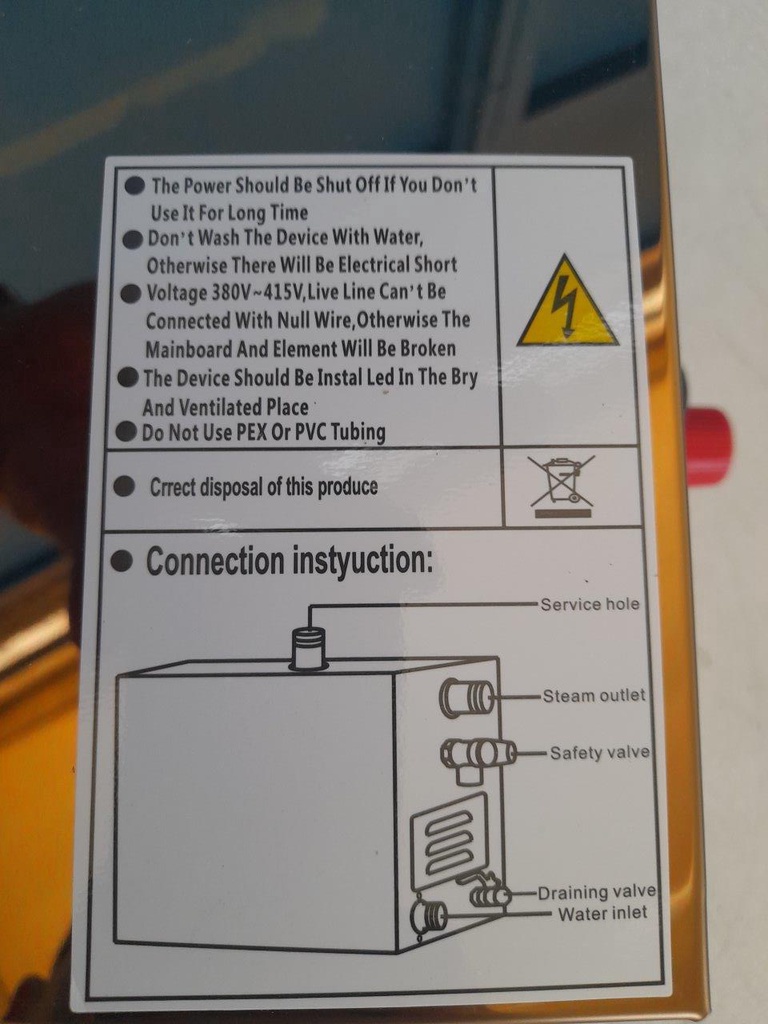 ● The Power Should Be Shut Off If You Don't
Use It For Long Time
● Don't Wash The Device With Water,
Otherwise There Will Be Electrical Short
● Voltage 380V~415V,Live Line Can't Be
Connected With Null Wire,Otherwise The
Mainboard And Element Will Be Broken
● The Device Should Be Instal Led In The Bry
And Ventilated Place
● Do Not Use PEX Or PVC Tubing
● Crrect disposal of this produce
● Connection instyuction:
Service hole
Steam outlet
Safety valve
Draining valve
Water inlet